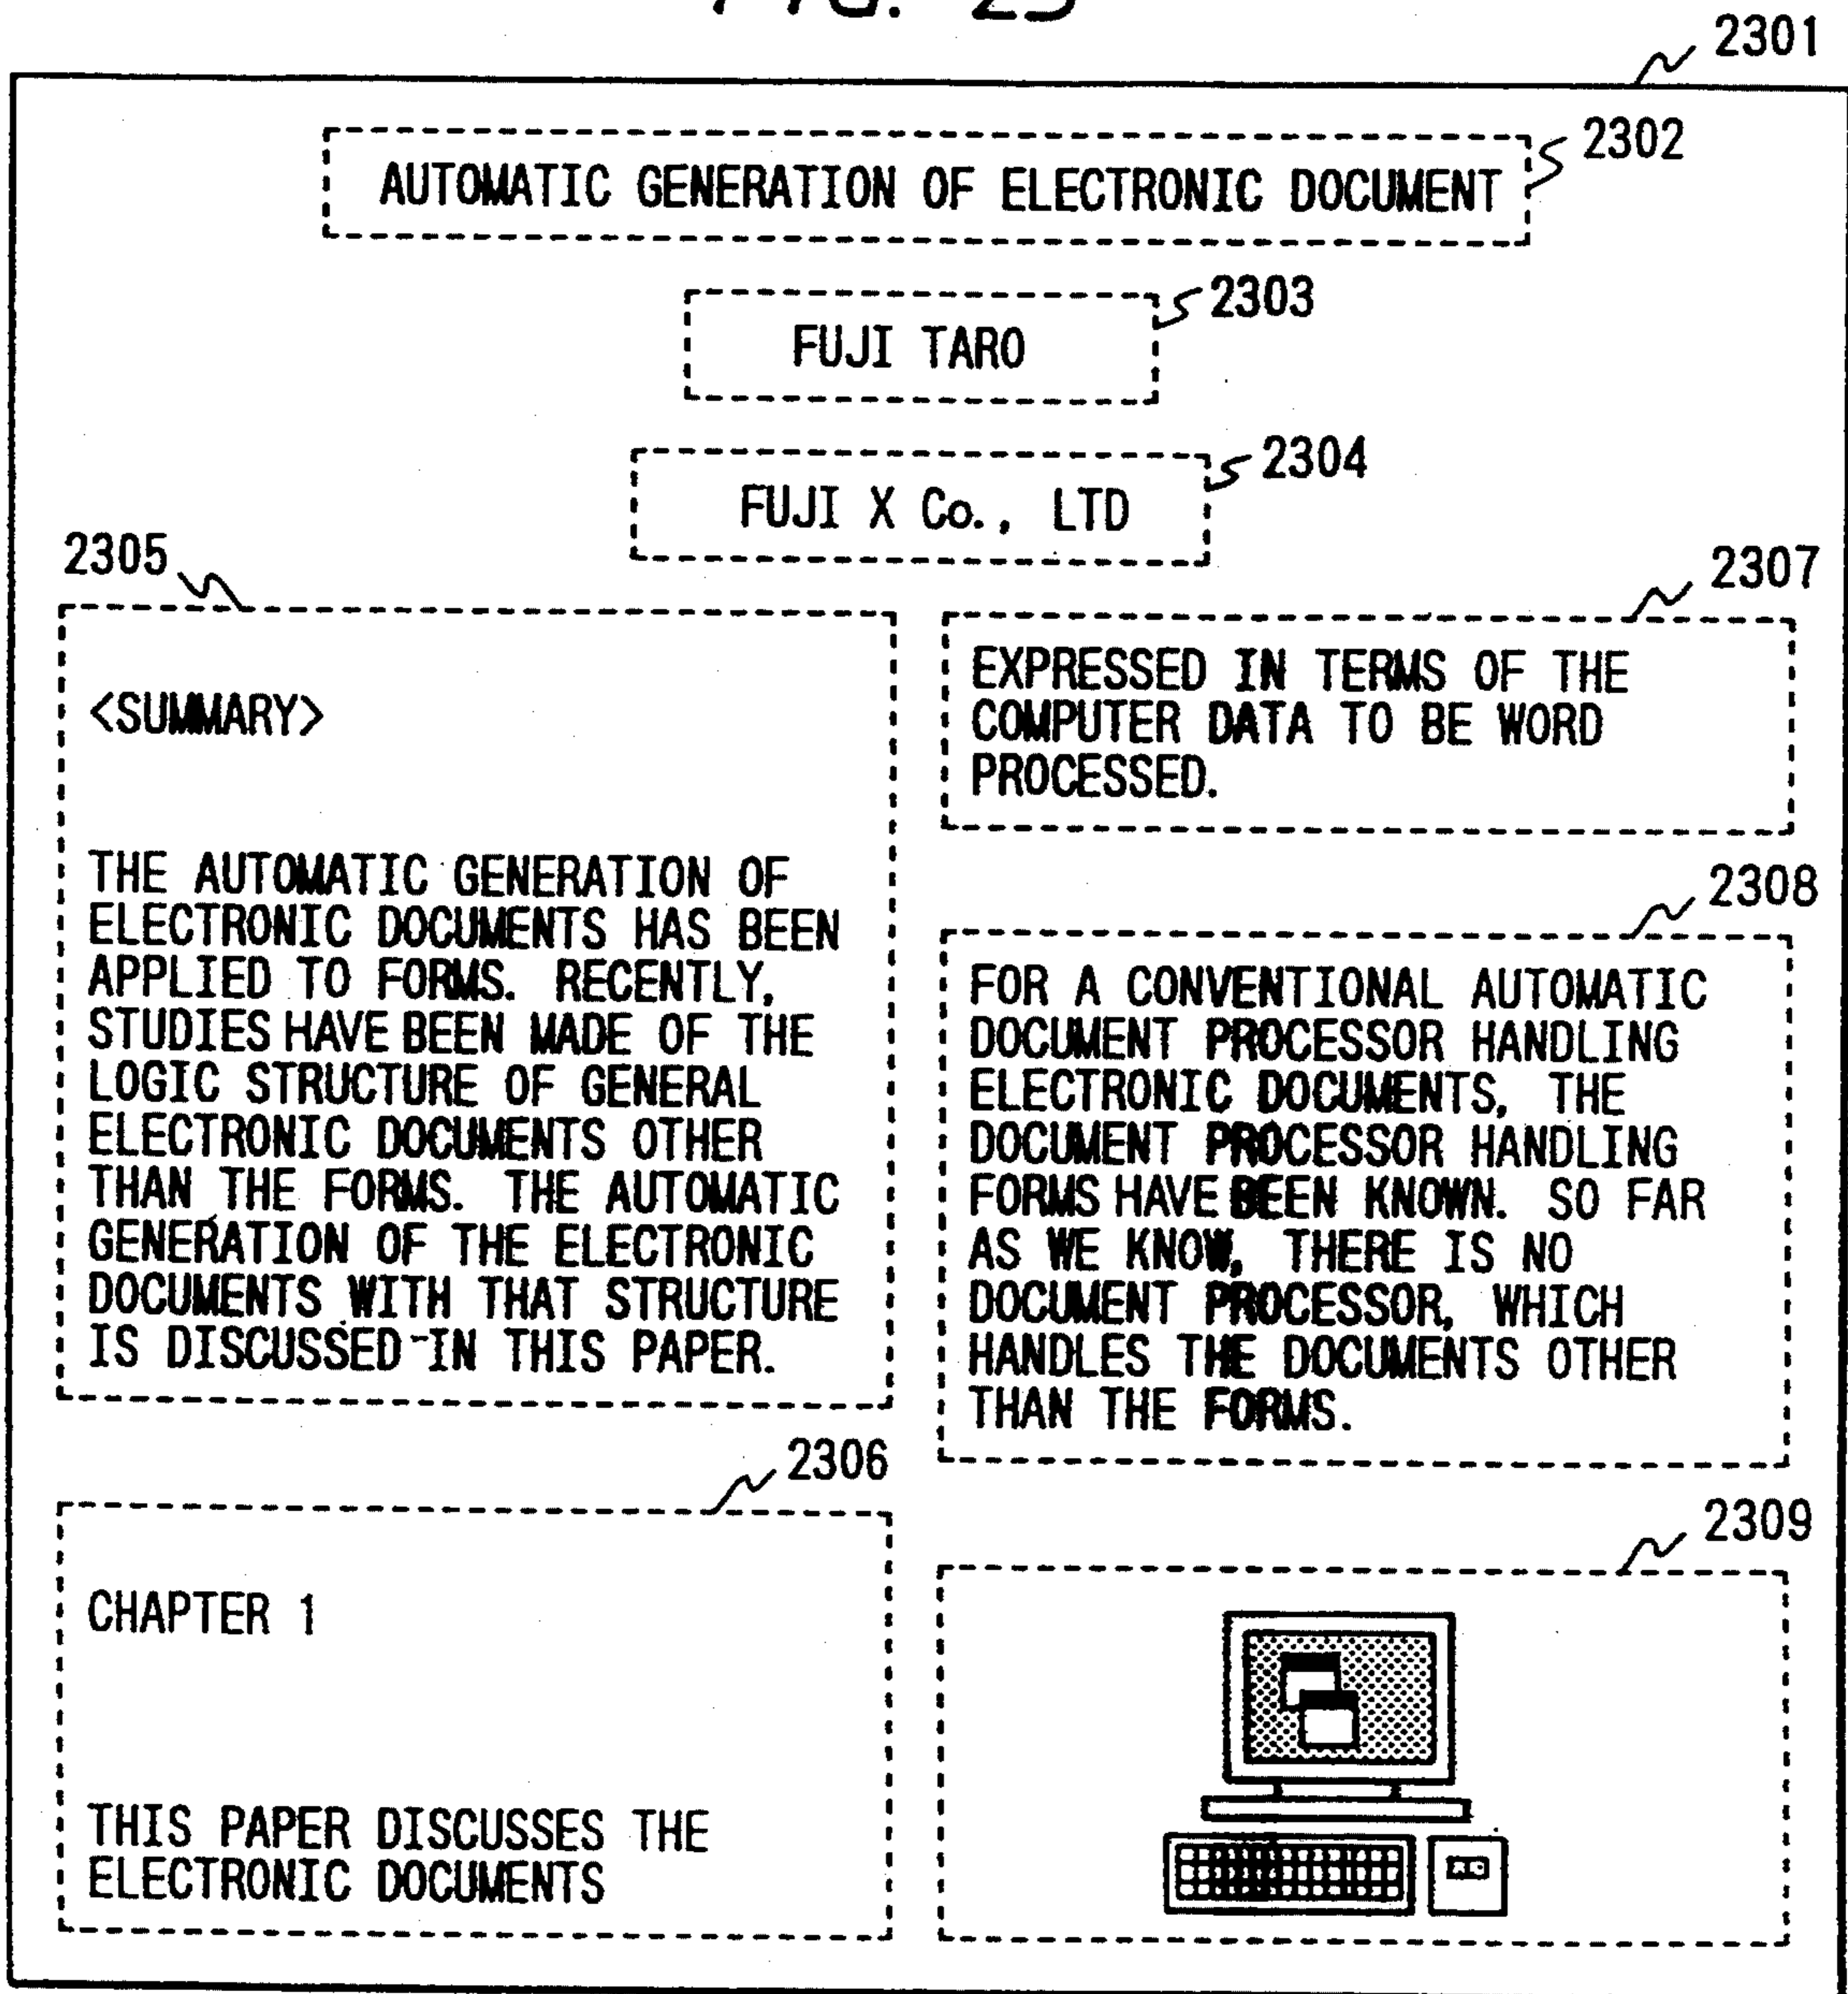 FIG. 23
2301
2302
AUTOMATIC GENERATION OF ELECTRONIC DOCUMENT
2303
FUJI TARO
2304
FUJI X Co., LTD
2305
<SUMMARY>
THE AUTOMATIC GENERATION OF
ELECTRONIC DOCUMENTS HAS BEEN
APPLIED TO FORMS. RECENTLY,
STUDIES HAVE BEEN MADE OF THE
LOGIC STRUCTURE OF GENERAL
ELECTRONIC DOCUMENTS OTHER
THAN THE FORMS. THE AUTOMATIC
GENERATION OF THE ELECTRONIC
DOCUMENTS WITH THAT STRUCTURE
IS DISCUSSED IN THIS PAPER.
2306
CHAPTER 1
THIS PAPER DISCUSSES THE
ELECTRONIC DOCUMENTS
2307
EXPRESSED IN TERMS OF THE
COMPUTER DATA TO BE WORD
PROCESSED.
2308
FOR A CONVENTIONAL AUTOMATIC
DOCUMENT PROCESSOR HANDLING
ELECTRONIC DOCUMENTS, THE
DOCUMENT PROCESSOR HANDLING
FORMS HAVE BEEN KNOWN. SO FAR
AS WE KNOW, THERE IS NO
DOCUMENT PROCESSOR, WHICH
HANDLES THE DOCUMENTS OTHER
THAN THE FORMS.
2309